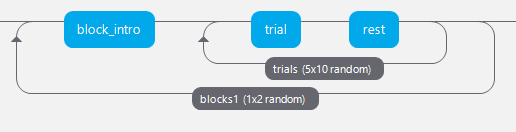 block_intro
trial
rest
trials (5x10 random)
blocks1 (1x2 random)